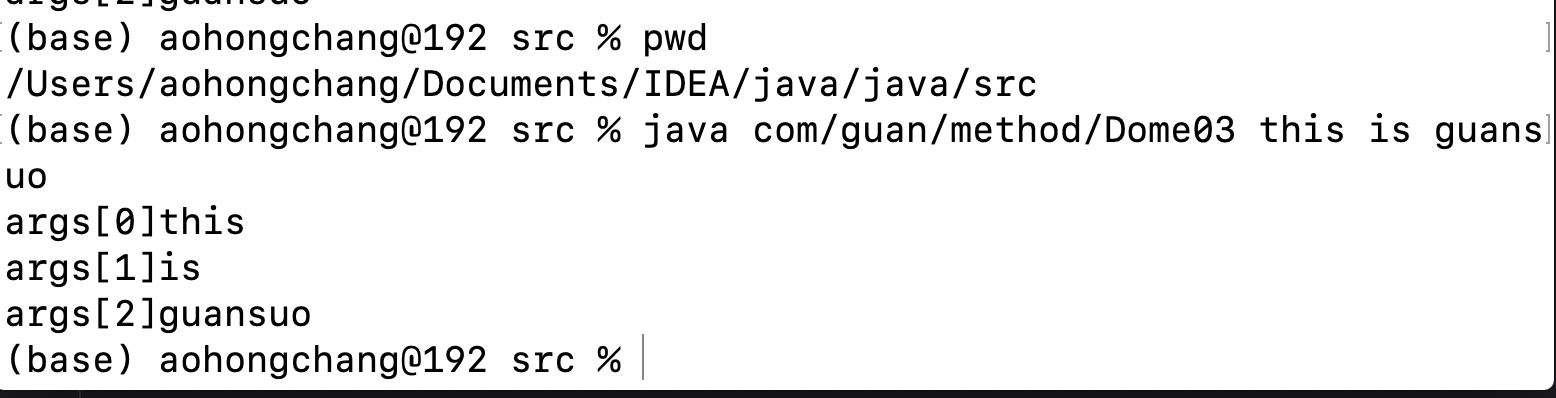 args[2]guansuo
(base) aohongchang@192 src % pwd
/Users/aohongchang/Documents/IDEA/java/java/src
(base) aohongchang@192 src % java com/guan/method/Dome03 this is guans
uo
args[0]this
args[1]is
args[2]guansuo
(base) aohongchang@192 src %